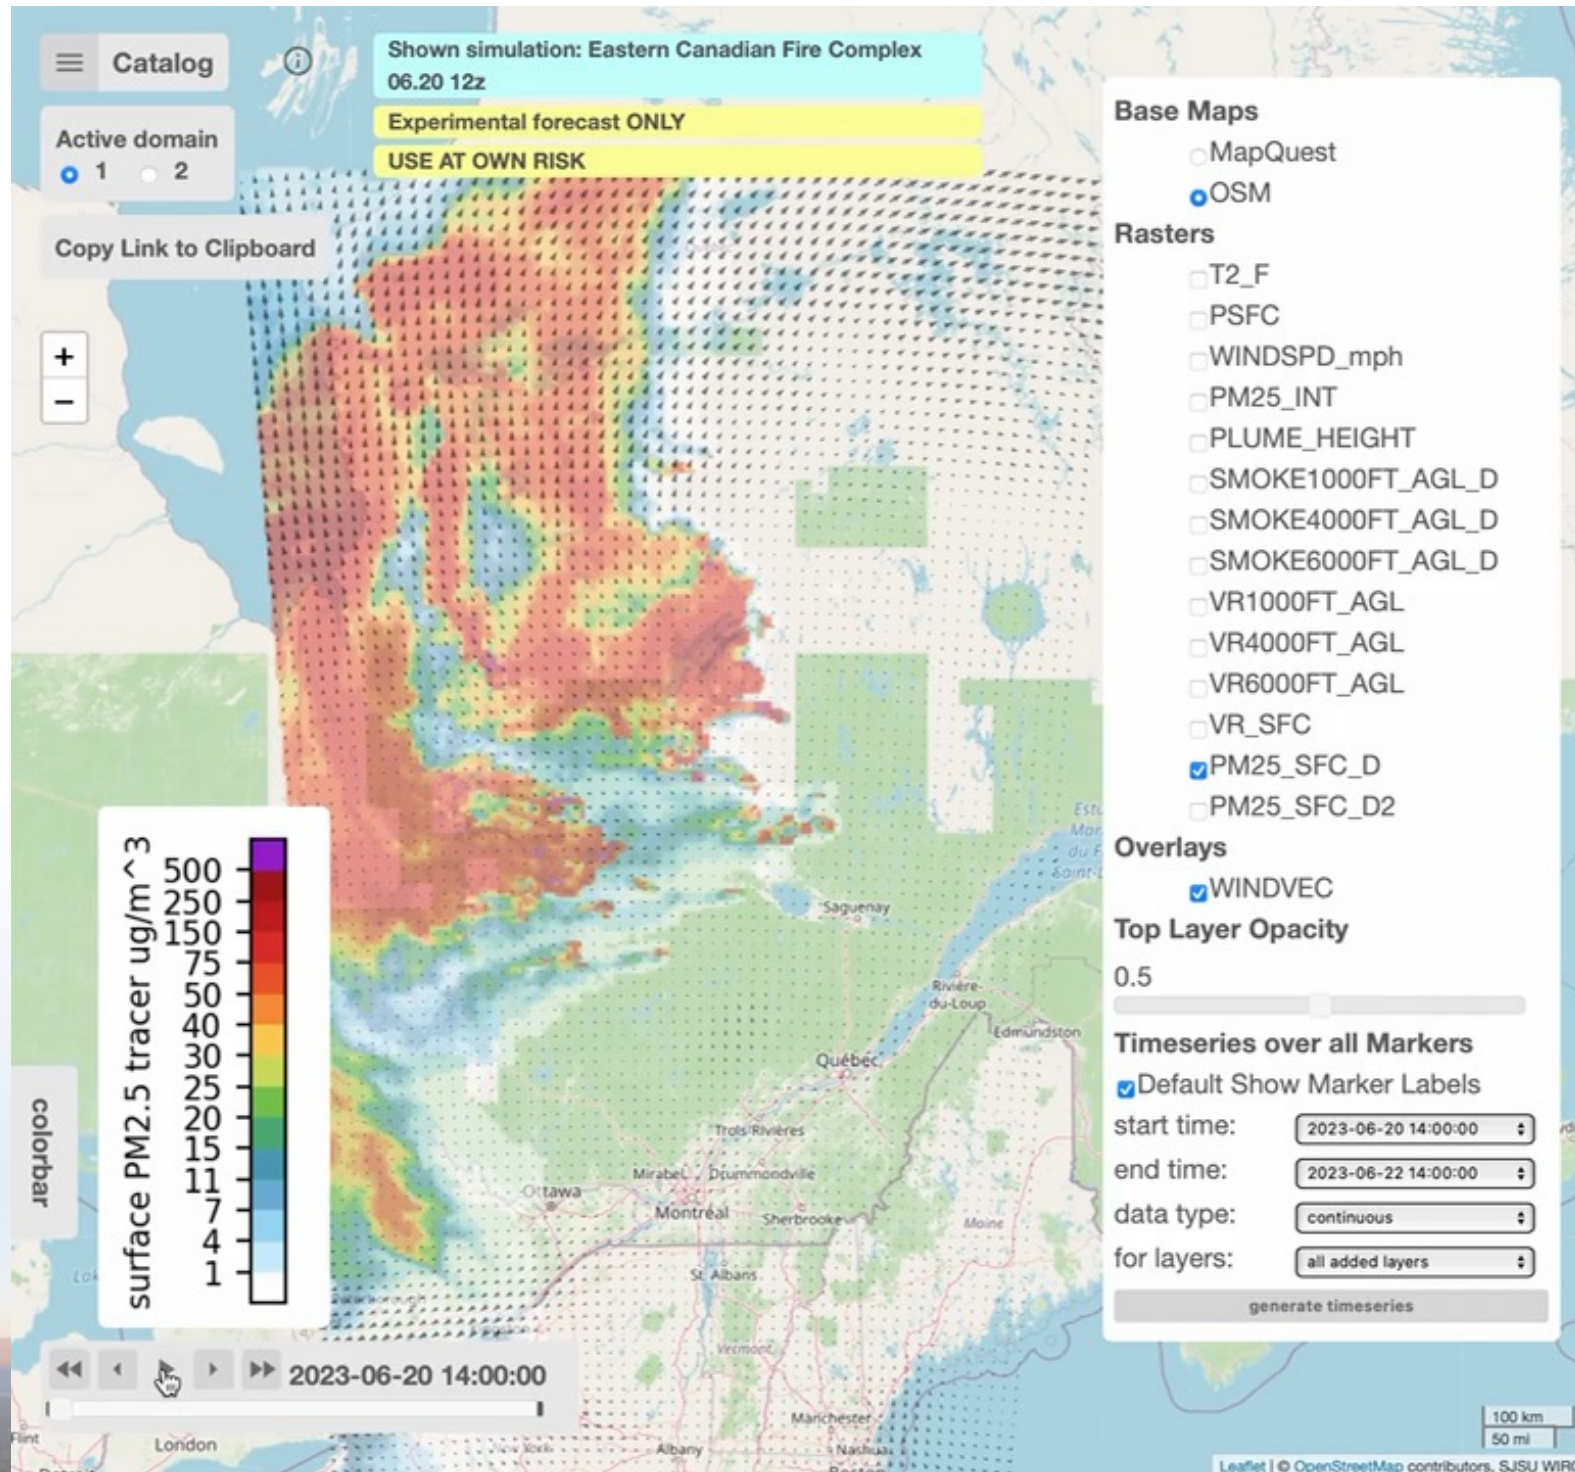 Catalog
Shown simulation: Eastern Canadian Fire Complex
06.20 12z
Experimental forecast ONLY
USE AT OWN RISK
Active domain
1 2
Copy Link to Clipboard
+
−
Base Maps
MapQuest
OSM
Rasters
T2_F
PSFC
WINDSPD_mph
PM25_INT
PLUME_HEIGHT
SMOKE1000FT_AGL_D
SMOKE4000FT_AGL_D
SMOKE6000FT_AGL_D
VR1000FT_AGL
VR4000FT_AGL
VR6000FT_AGL
VR_SFC
PM25_SFC_D
PM25_SFC_D2
Overlays
WINDVEC
Top Layer Opacity
0.5
Timeseries over all Markers
Default Show Marker Labels
start time: 2023-06-20 14:00:00
end time: 2023-06-22 14:00:00
data type: continuous
for layers: all added layers
generate timeseries
surface PM2.5 tracer ug/m^3
500
250
150
75
50
40
30
25
20
15
11
7
4
1
colorbar
Saguenay
Rivière-
du-Loup
Edmundston
Québec
Trois-Rivières
Mirabel
Drummondville
Ottawa
Montréal
Sherbrooke
Maine
St. Albans
Vermont
Manchester
Albany
Nashua
Boston
New York
London
Flint
2023-06-20 14:00:00
100 km
50 mi
Leaflet | © OpenStreetMap contributors, SJSU WIRC